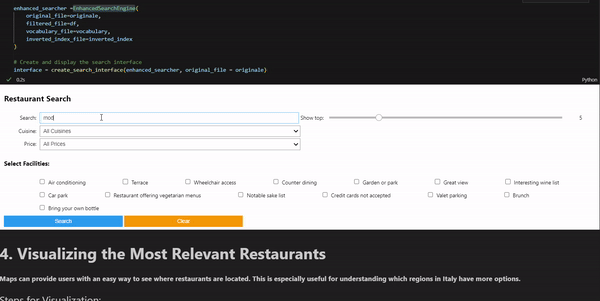 enhanced_searcher =EnhancedSearchEngine(
original_file=originale,
filtered_file=df,
vocabulary_file=vocabulary,
inverted_index_file=inverted_index
)
# Create and display the search interface
interface = create_search_interface(enhanced_searcher, original_file = originale)
✓ 0.2s Python
Restaurant Search
Search: mod Show top: 5
Cuisine: All Cuisines
Price: All Prices
Select Facilities:
Air conditioning Terrace Wheelchair access Counter dining Garden or park Great view Interesting wine list
Car park Restaurant offering vegetarian menus Notable sake list Credit cards not accepted Valet parking Brunch
Bring your own bottle
Search Clear
4. Visualizing the Most Relevant Restaurants
Maps can provide users with an easy way to see where restaurants are located. This is especially useful for understanding which regions in Italy have more options.
Steps for Visualization: